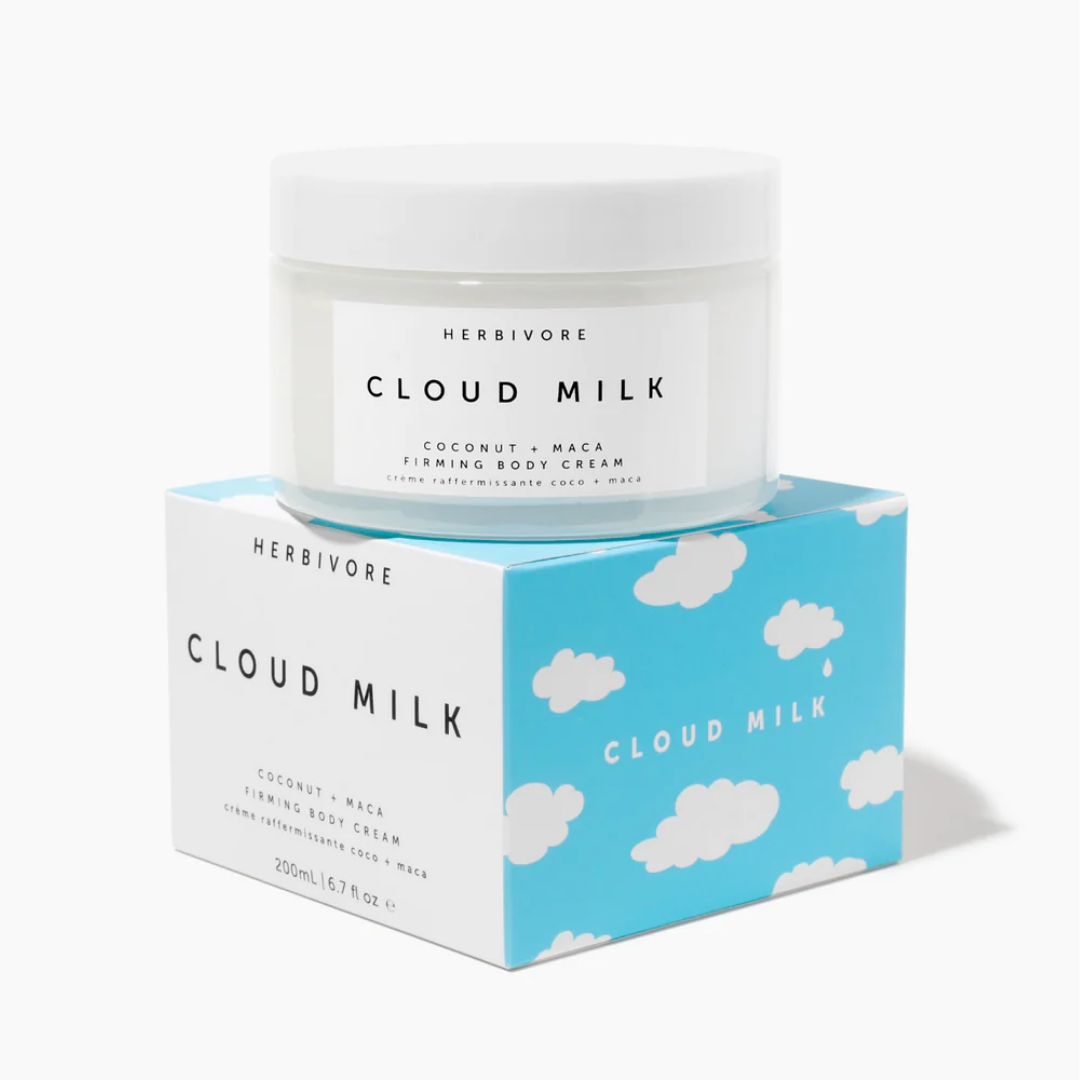 HERBIVORE
CLOUD MILK
COCONUT + MACA
FIRMING BODY CREAM
crème raffermissante coco + maca
HERBIVORE
CLOUD MILK
COCONUT + MACA
FIRMING BODY CREAM
crème raffermissante coco + maca
200mL | 6.7 fl oz ℮
CLOUD MILK